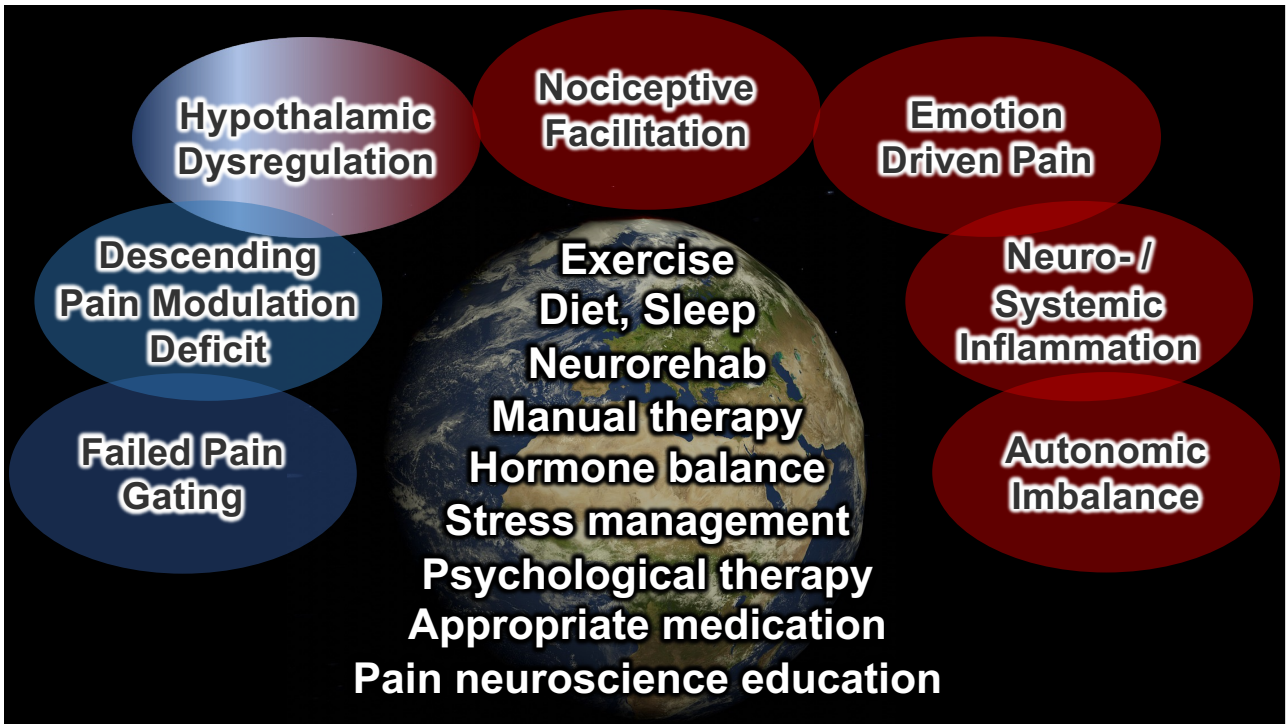 Hypothalamic
Dysregulation
Nociceptive
Facilitation
Emotion
Driven Pain
Descending
Pain Modulation
Deficit
Neuro- /
Systemic
Inflammation
Failed Pain
Gating
Autonomic
Imbalance
Exercise
Diet, Sleep
Neurorehab
Manual therapy
Hormone balance
Stress management
Psychological therapy
Appropriate medication
Pain neuroscience education